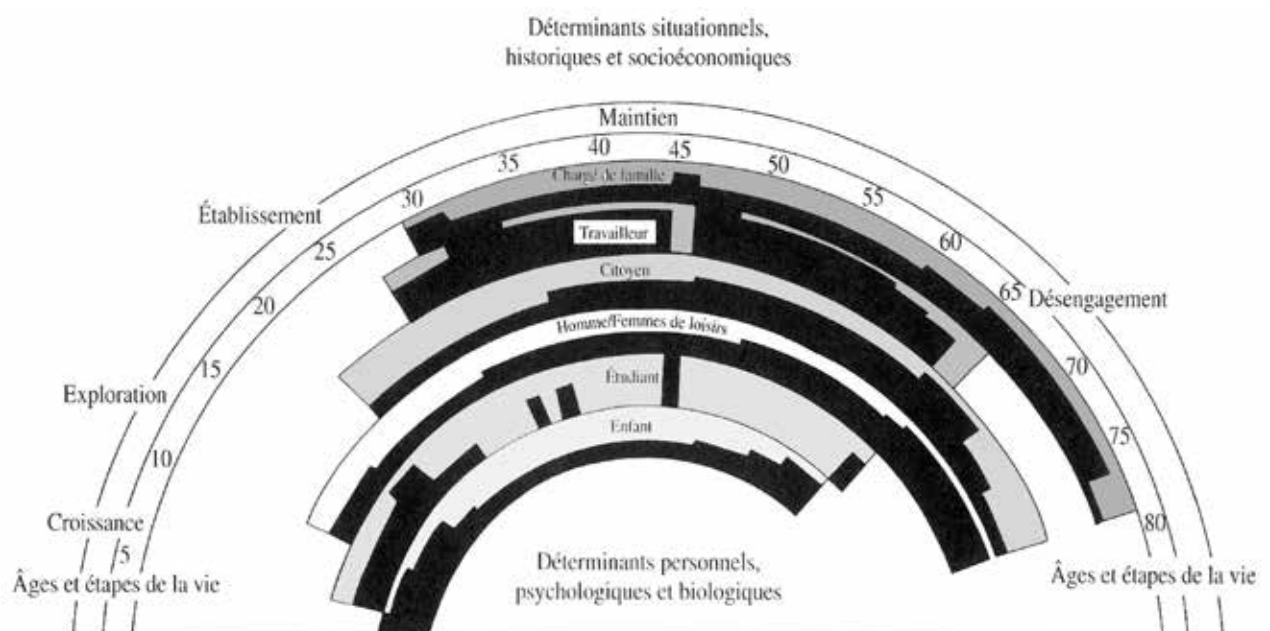 Déterminants situationnels,
historiques et socioéconomiques
Maintien
40
45
35
50
30
Chargé de famille
55
Établissement
25
Travailleur
60
Citoyen
20
65
Désengagement
Homme/Femmes de loisirs
15
70
Étudiant
Exploration
Enfant
75
10
Croissance
80
5
Déterminants personnels,
psychologiques et biologiques
Âges et étapes de la vie
Âges et étapes de la vie